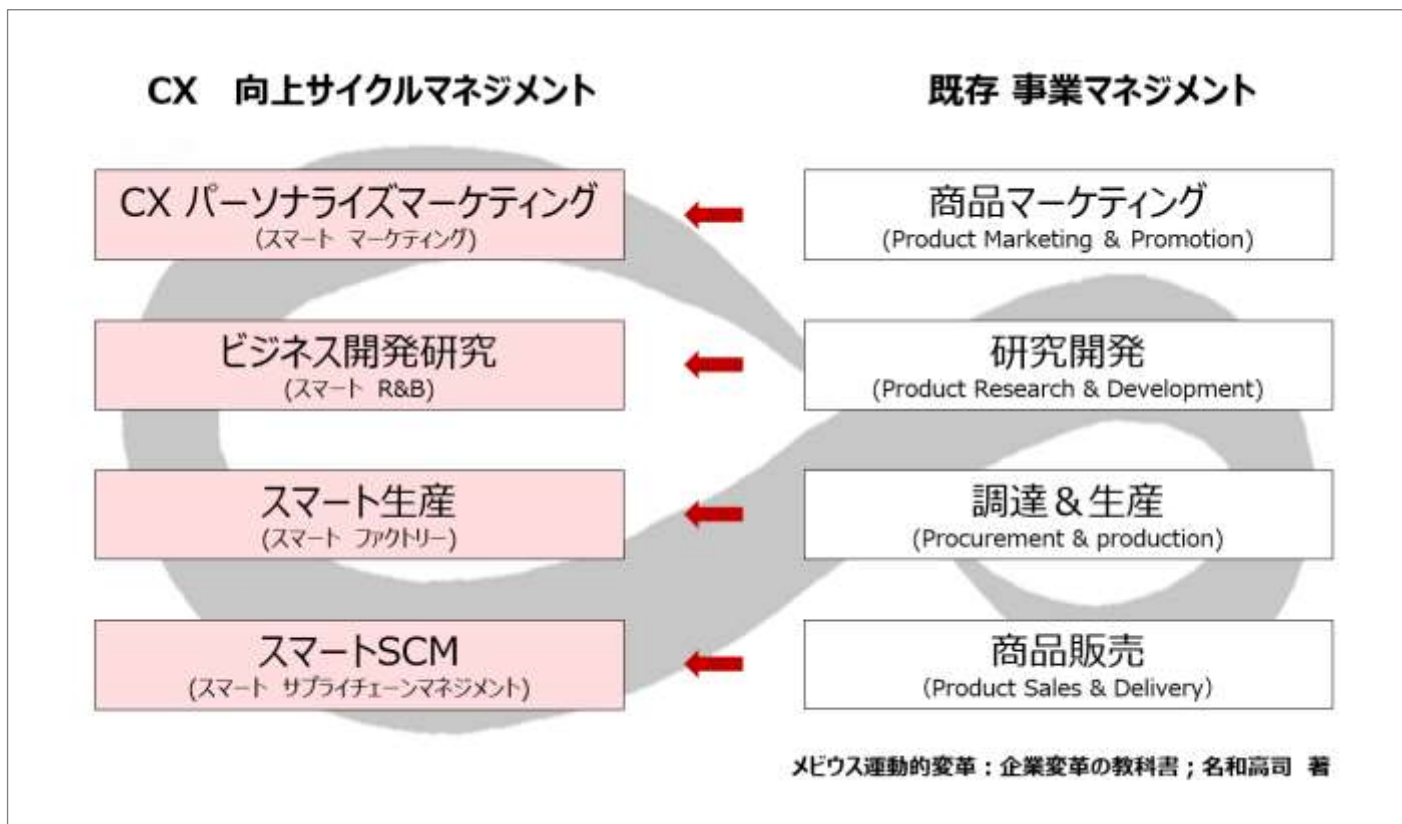 CX 向上サイクルマネジメント
既存 事業マネジメント
CX パーソナライズマーケティング
(スマート マーケティング)
商品マーケティング
(Product Marketing & Promotion)
ビジネス開発研究
(スマート R&B)
研究開発
(Product Research & Development)
スマート生産
(スマート ファクトリー)
調達&生産
(Procurement & production)
スマートSCM
(スマート サプライチェーンマネジメント)
商品販売
(Product Sales & Delivery)
メビウス運動的変革:企業変革の教科書;名和高司 著